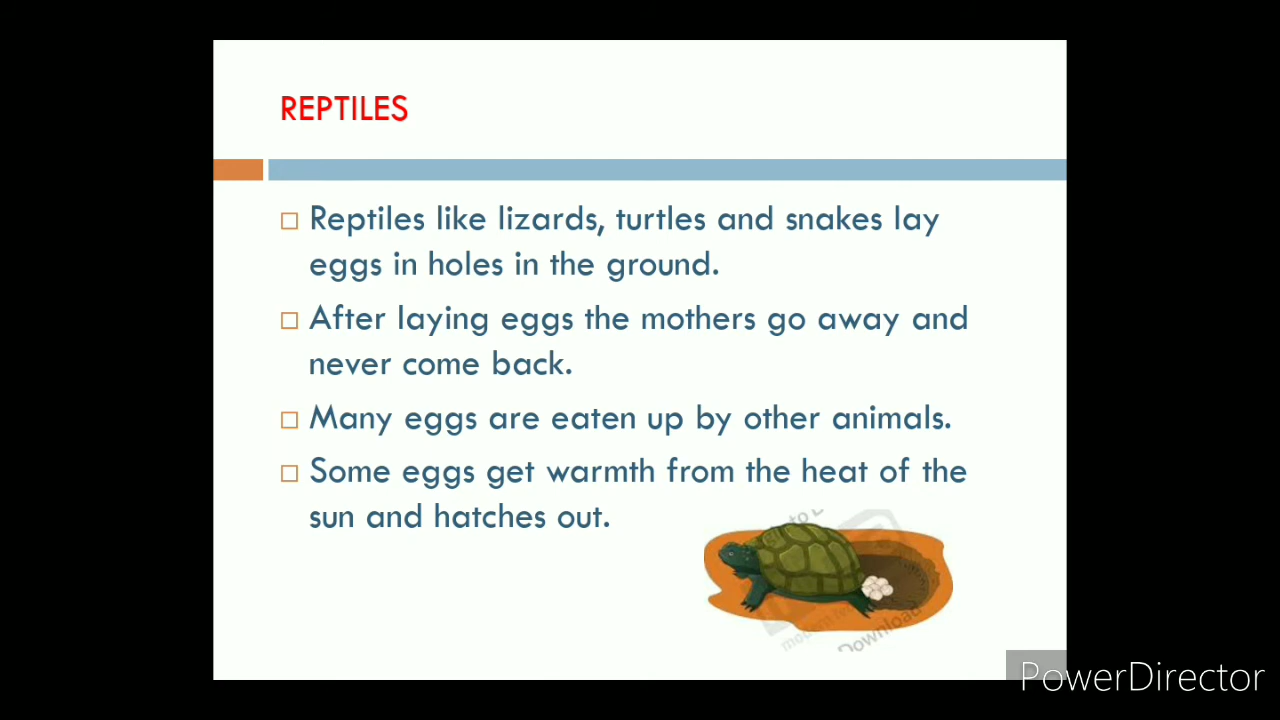 REPTILES
Reptiles like lizards, turtles and snakes lay
eggs in holes in the ground.
After laying eggs the mothers go away and
never come back.
Many eggs are eaten up by other animals.
Some eggs get warmth from the heat of the
sun and hatches out.
Download
PowerDirector